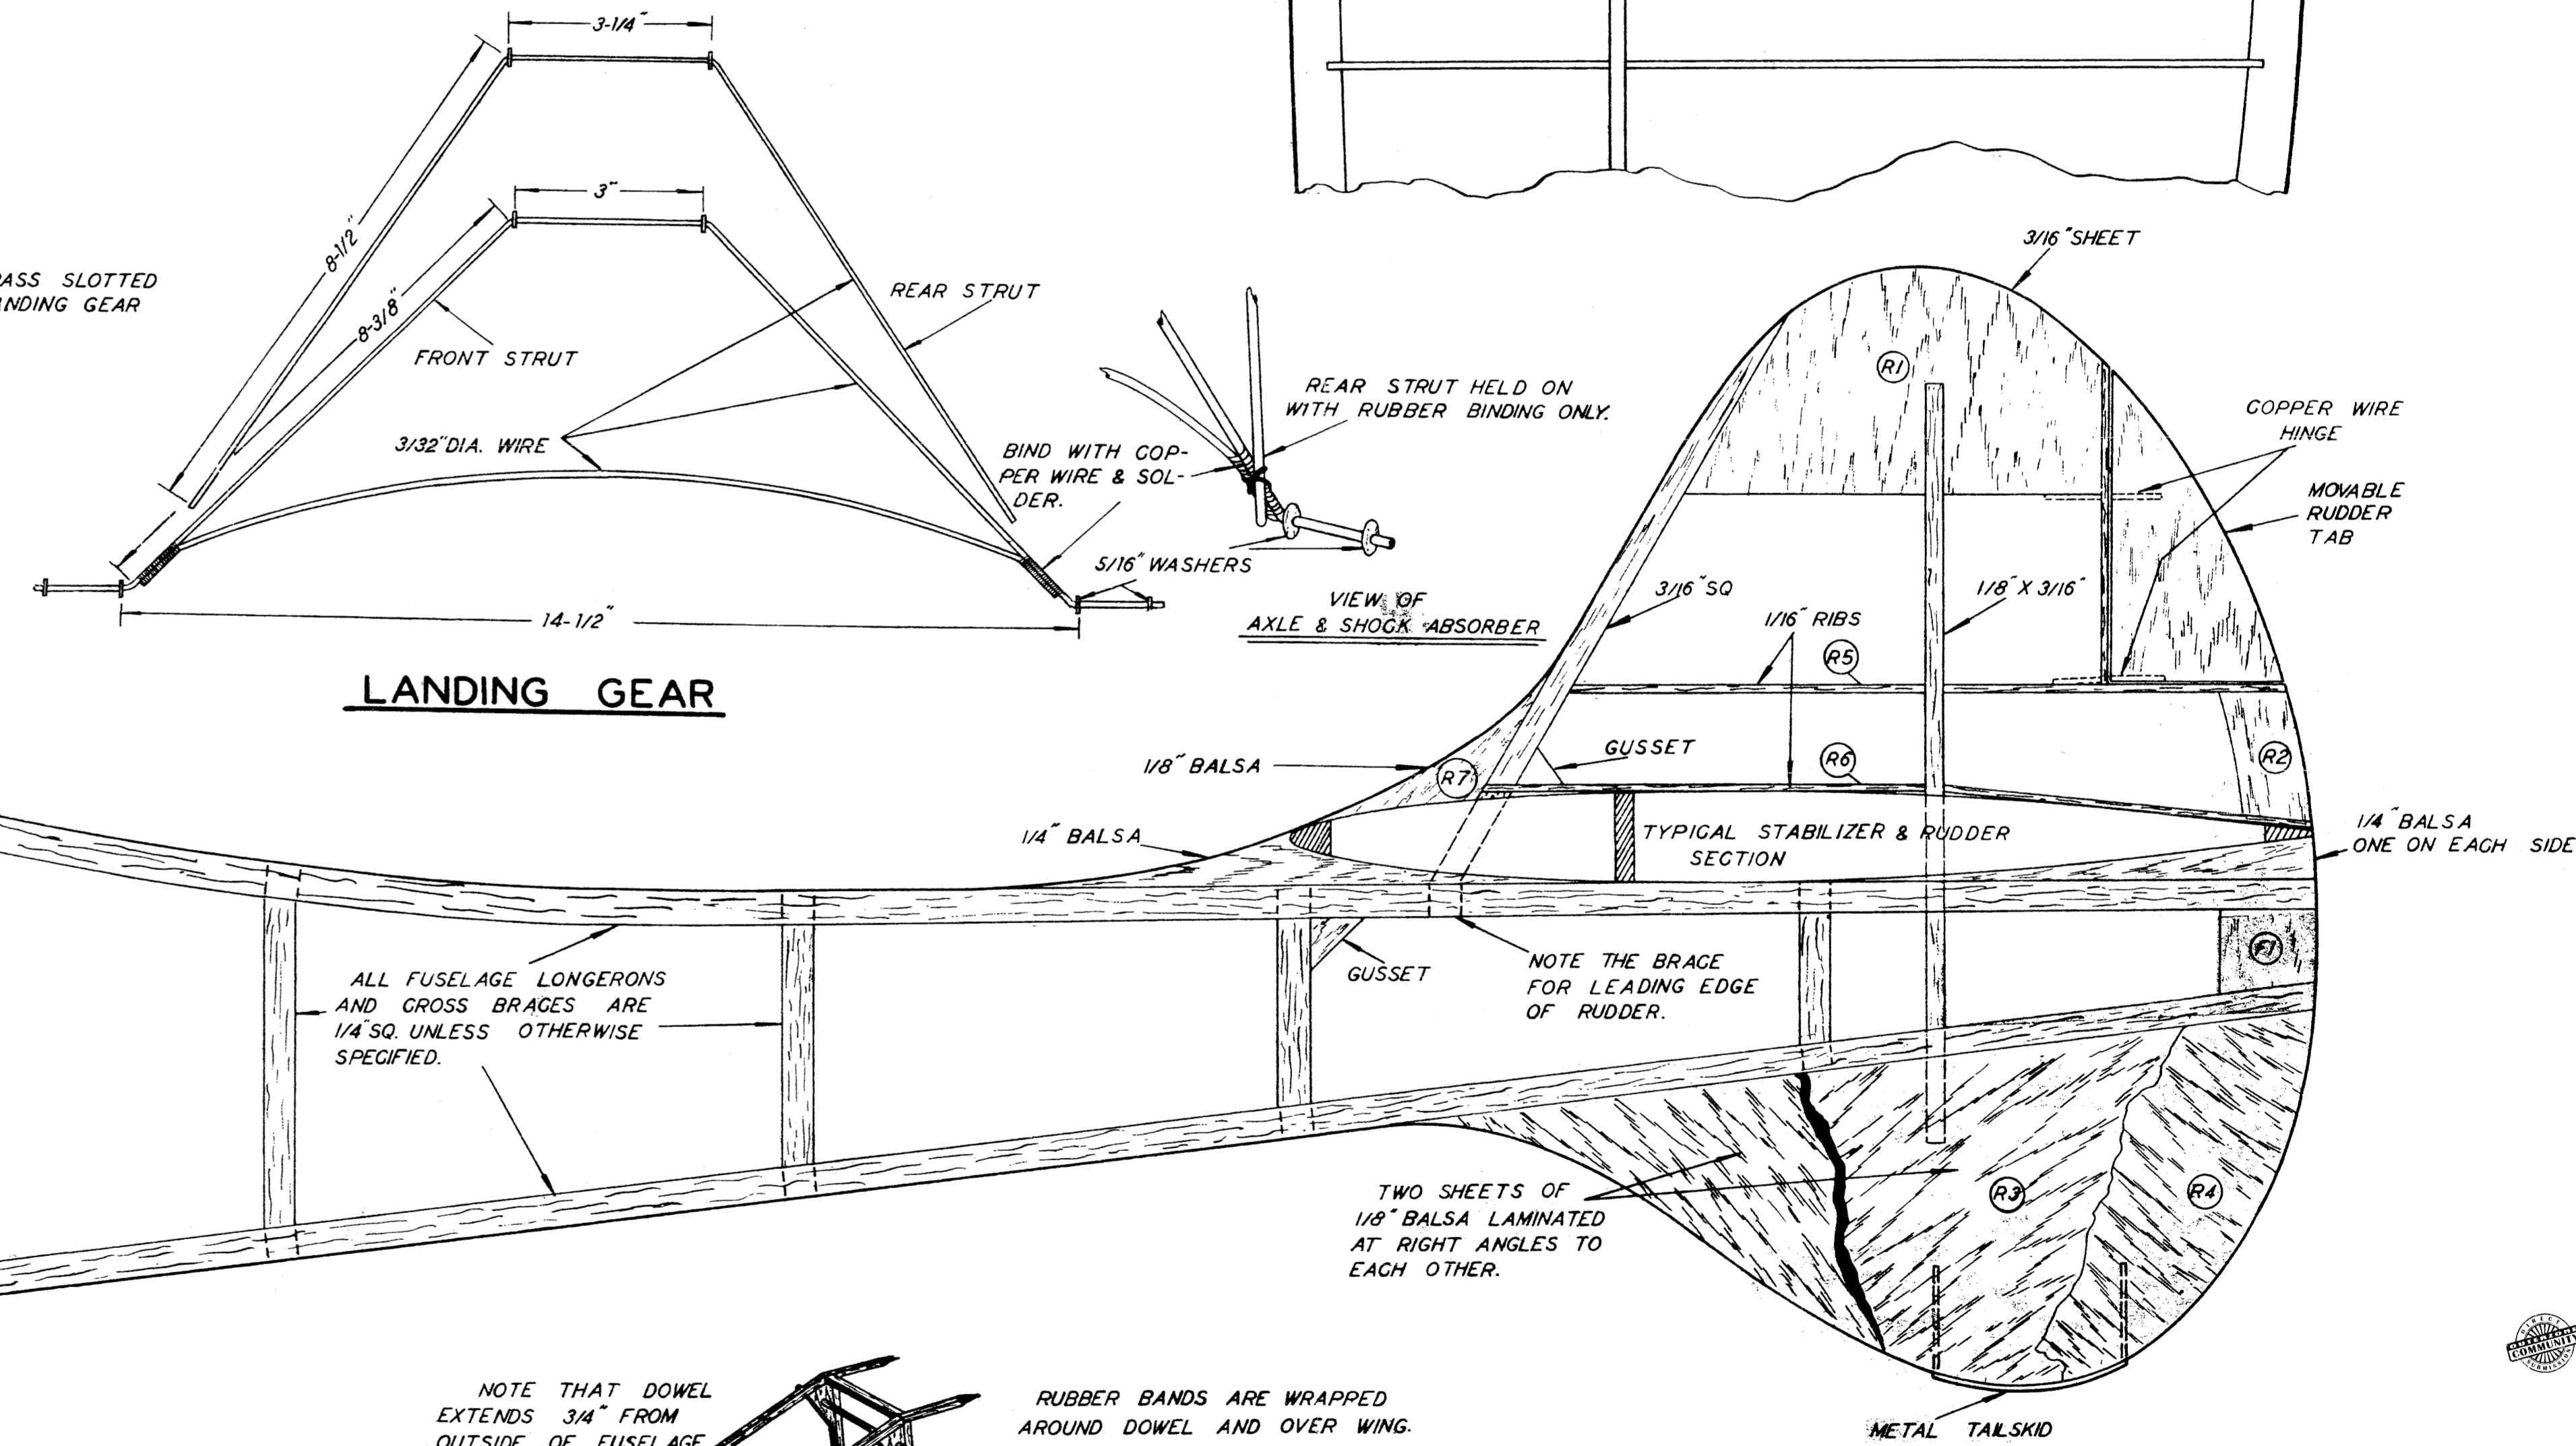 3-1/4"
8-1/2"
3"
8-3/8"
ASS SLOTTED
NDING GEAR
FRONT STRUT
REAR STRUT
3/32" DIA. WIRE
BIND WITH COP-
PER WIRE & SOL-
DER.
REAR STRUT HELD ON
WITH RUBBER BINDING ONLY.
5/16" WASHERS
14-1/2"
VIEW OF
AXLE & SHOCK ABSORBER
LANDING GEAR
3/16" SHEET
R1
COPPER WIRE
HINGE
MOVABLE
RUDDER
TAB
3/16" SQ
1/8" X 3/16"
1/16" RIBS
R5
GUSSET
R6
R2
1/8" BALSA
R7
1/4" BALSA
TYPICAL STABILIZER & RUDDER
SECTION
1/4" BALSA
ONE ON EACH SIDE
ALL FUSELAGE LONGERONS
AND CROSS BRACES ARE
1/4" SQ. UNLESS OTHERWISE
SPECIFIED.
GUSSET
NOTE THE BRACE
FOR LEADING EDGE
OF RUDDER.
F1
TWO SHEETS OF
1/8" BALSA LAMINATED
AT RIGHT ANGLES TO
EACH OTHER.
R3
R4
METAL TAILSKID
NOTE THAT DOWEL
EXTENDS 3/4" FROM
OUTSIDE OF FUSELAGE
RUBBER BANDS ARE WRAPPED
AROUND DOWEL AND OVER WING.
DIRECT
COMMUNITY
SUBMISSION